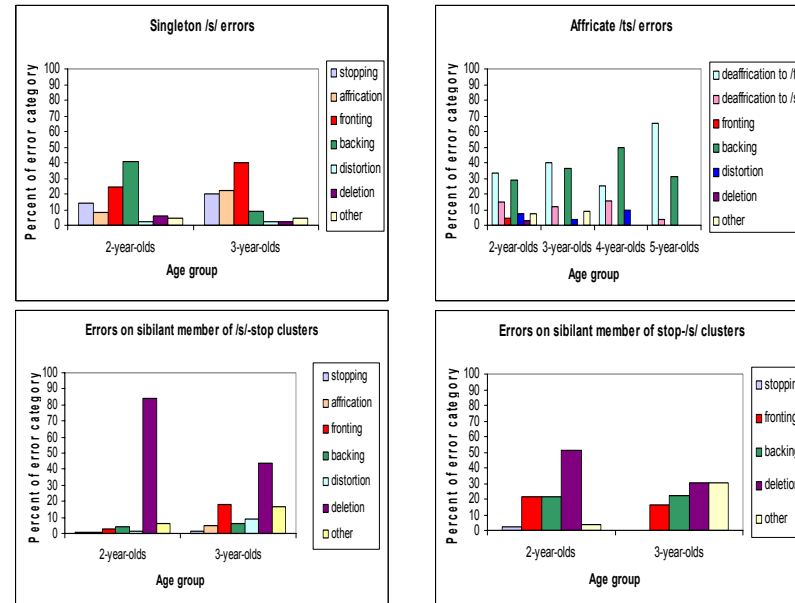 Singleton /s/ errors
Percent of error category
100
90
80
70
60
50
40
30
20
10
0
2-year-olds
3-year-olds
Age group
stopping
affrication
fronting
backing
distortion
deletion
other
Affricate /ts/ errors
Percent of error category
100
90
80
70
60
50
40
30
20
10
0
2-year-olds 3-year-olds 4-year-olds 5-year-olds
Age group
deaffrication to /t
deaffrication to /s
fronting
backing
distortion
deletion
other
Errors on sibilant member of /s/-stop clusters
Percent of error category
100
90
80
70
60
50
40
30
20
10
0
2-year-olds
3-year-olds
Age group
stopping
affrication
fronting
backing
distortion
deletion
other
Errors on sibilant member of stop-/s/ clusters
Percent of error category
100
90
80
70
60
50
40
30
20
10
0
2-year-olds
3-year-olds
Age group
stoppin
fronting
backing
deletion
other